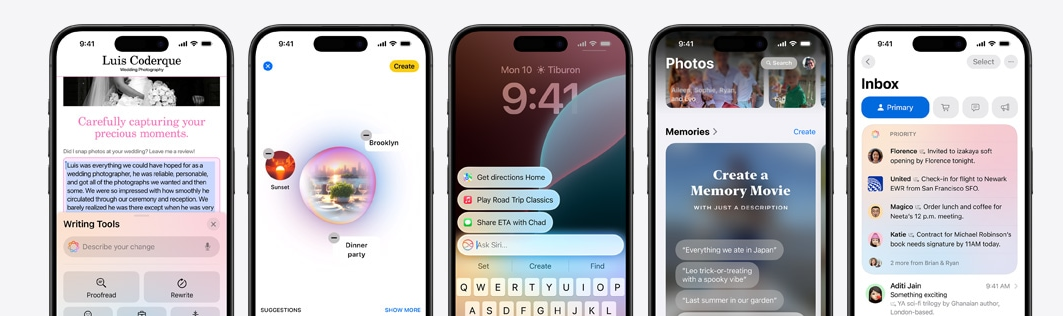 9:41
Luis Coderque
Wedding Photography
Carefully capturing your
precious moments.
Did I snap photos at your wedding? Leave me a review!
Luis was everything we could have hoped for as a
wedding photographer, he was reliable, personable,
and got all of the photographs we wanted and then
some. We were so impressed with how smoothly he
circulated through our ceremony and reception. We
barely realized he was there except when he was very
Writing Tools
Describe your change
Proofread
Rewrite
9:41
Create
Brooklyn
Sunset
Dinner
party
SUGGESTIONS
SHOW MORE
9:41
Mon 10 Tiburon
9:41
Get directions Home
Play Road Trip Classics
Share ETA with Chad
Ask Siri...
Set Create Find
Q W E R T Y U I O P
A S D F G H J K L
9:41
Photos
Search
and Evo
Memories
Create
Create a
Memory Movie
WITH JUST A DESCRIPTION
“Everything we ate in Japan”
“Leo trick-or-treating
with a spooky vibe”
“Last summer in our garden”
9:41
Select
Inbox
Primary
PRIORITY
Florence Invited to izakaya soft
opening by Florence tonight.
United Check-in for flight to Newark
EWR from San Francisco SFO.
Magico Order lunch and coffee for
Neeta’s 12 p.m. meeting.
Katie Contract for Michael Robinson’s
book needs signature by 11AM today.
2 more from Brian & Ryan
Aditi Jain
9:41 AM
Something exciting
YA sci-fi trilogy by Ghanaian author,
London-based.